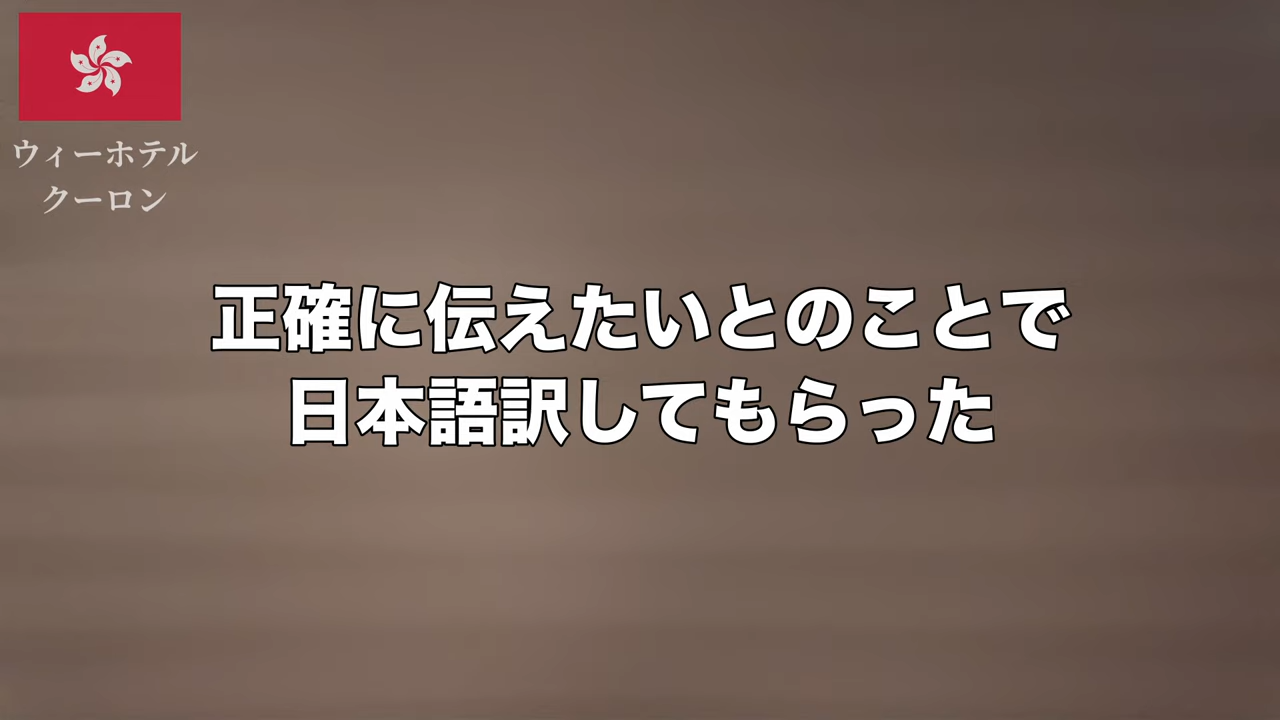 ウィーホテル
クーロン
正確に伝えたいとのことで
日本語訳してもらった